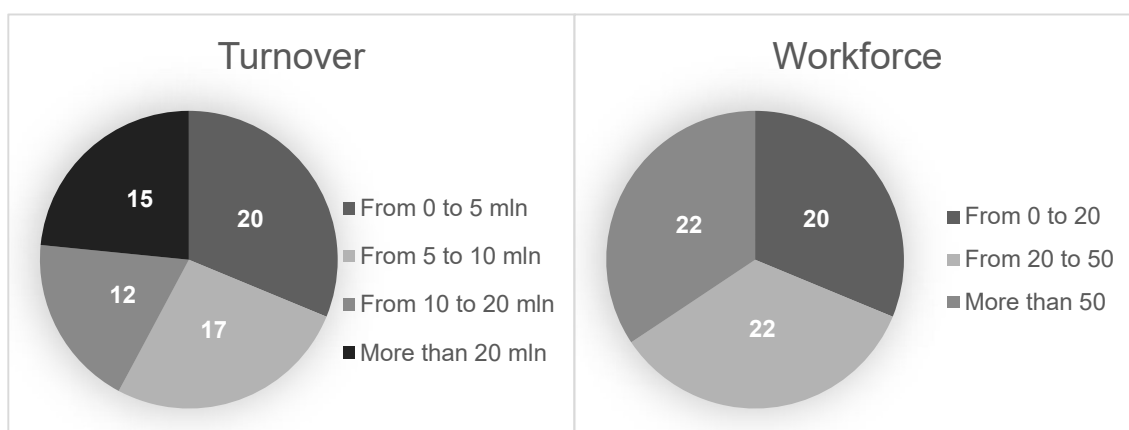 Turnover
15
20
12
17
From 0 to 5 mln
From 5 to 10 mln
From 10 to 20 mln
More than 20 mln
Workforce
22
20
22
From 0 to 20
From 20 to 50
More than 50